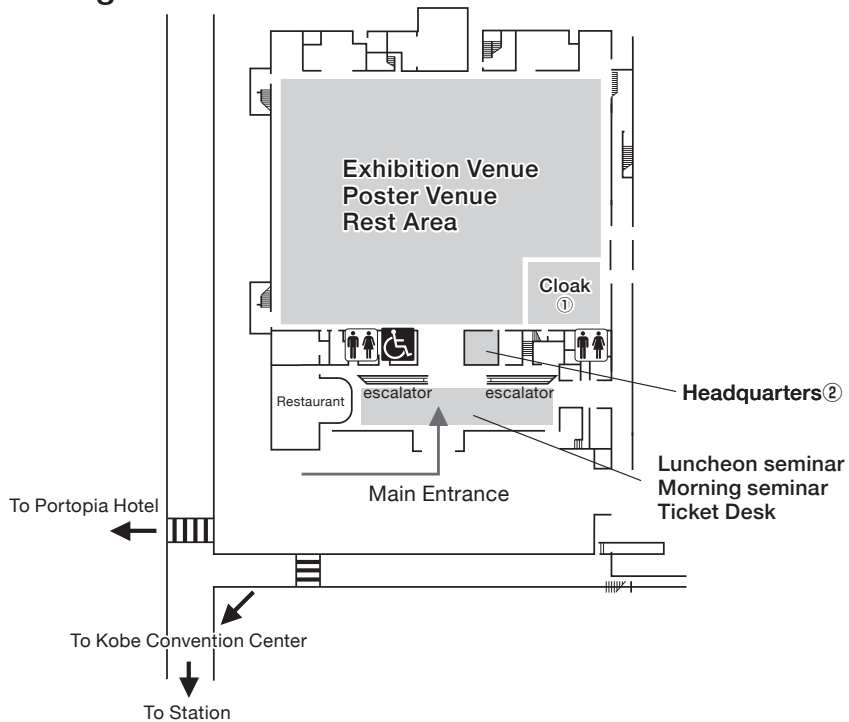 Exhibition Venue
Poster Venue
Rest Area
Cloak
①
escalator
escalator
Restaurant
Headquarters②
Luncheon seminar
Morning seminar
Ticket Desk
Main Entrance
To Portopia Hotel
To Kobe Convention Center
To Station